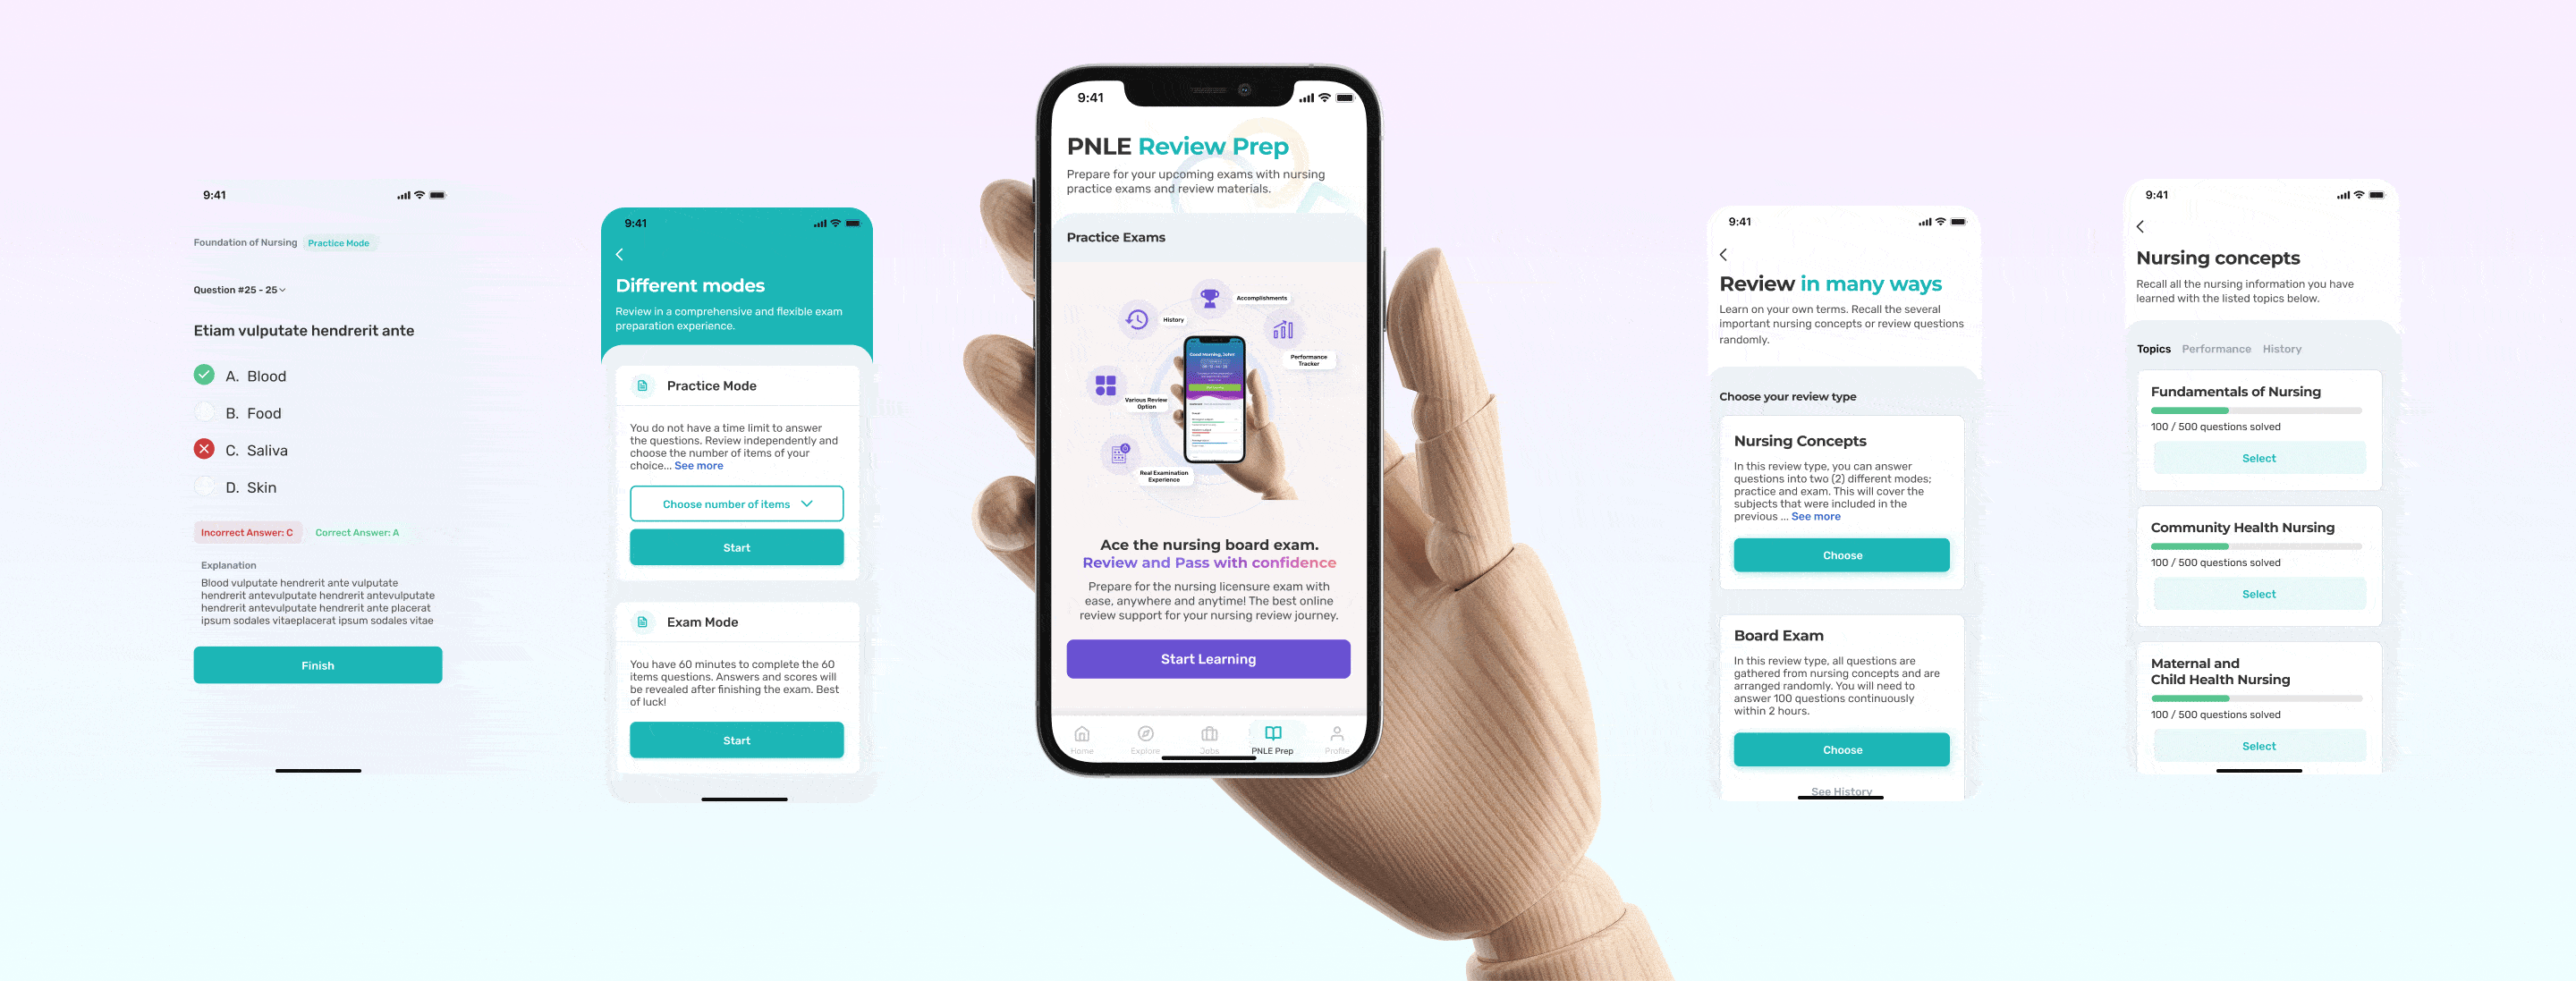 9:41
Foundation of Nursing Practice Mode
Question #25 - 25
Etiam vulputate hendrerit ante
A. Blood
B. Food
C. Saliva
D. Skin
Incorrect Answer: C Correct Answer: A
Explanation
Blood vulputate hendrerit ante vulputate
hendrerit antevulputate hendrerit antevulputate
hendrerit antevulputate hendrerit ante placerat
ipsum sodales vitaeplacerat ipsum sodales vitae
Finish
9:41
Different modes
Review in a comprehensive and flexible exam
preparation experience.
Practice Mode
You do not have a time limit to answer
the questions. Review independently and
choose the number of items of your
choice... See more
Choose number of items
Start
Exam Mode
You have 60 minutes to complete the 60
items questions. Answers and scores will
be revealed after finishing the exam. Best
of luck!
Start
9:41
PNLE Review Prep
Prepare for your upcoming exams with nursing
practice exams and review materials.
Practice Exams
Accomplishments
History
Performance
Tracker
Good Morning, John!
Various Review
Option
Real Examination
Experience
Ace the nursing board exam.
Review and Pass with confidence
Prepare for the nursing licensure exam with
ease, anywhere and anytime! The best online
review support for your nursing review journey.
Start Learning
Home Explore Jobs PNLE Prep Profile
9:41
Review in many ways
Learn on your own terms. Recall the several
important nursing concepts or review questions
randomly.
Choose your review type
Nursing Concepts
In this review type, you can answer
questions into two (2) different modes;
practice and exam. This will cover the
subjects that were included in the
previous ... See more
Choose
Board Exam
In this review type, all questions are
gathered from nursing concepts and are
arranged randomly. You will need to
answer 100 questions continuously
within 2 hours.
Choose
See History
9:41
Nursing concepts
Recall all the nursing information you have
learned with the listed topics below.
Topics Performance History
Fundamentals of Nursing
100 / 500 questions solved
Select
Community Health Nursing
100 / 500 questions solved
Select
Maternal and
Child Health Nursing
100 / 500 questions solved
Select